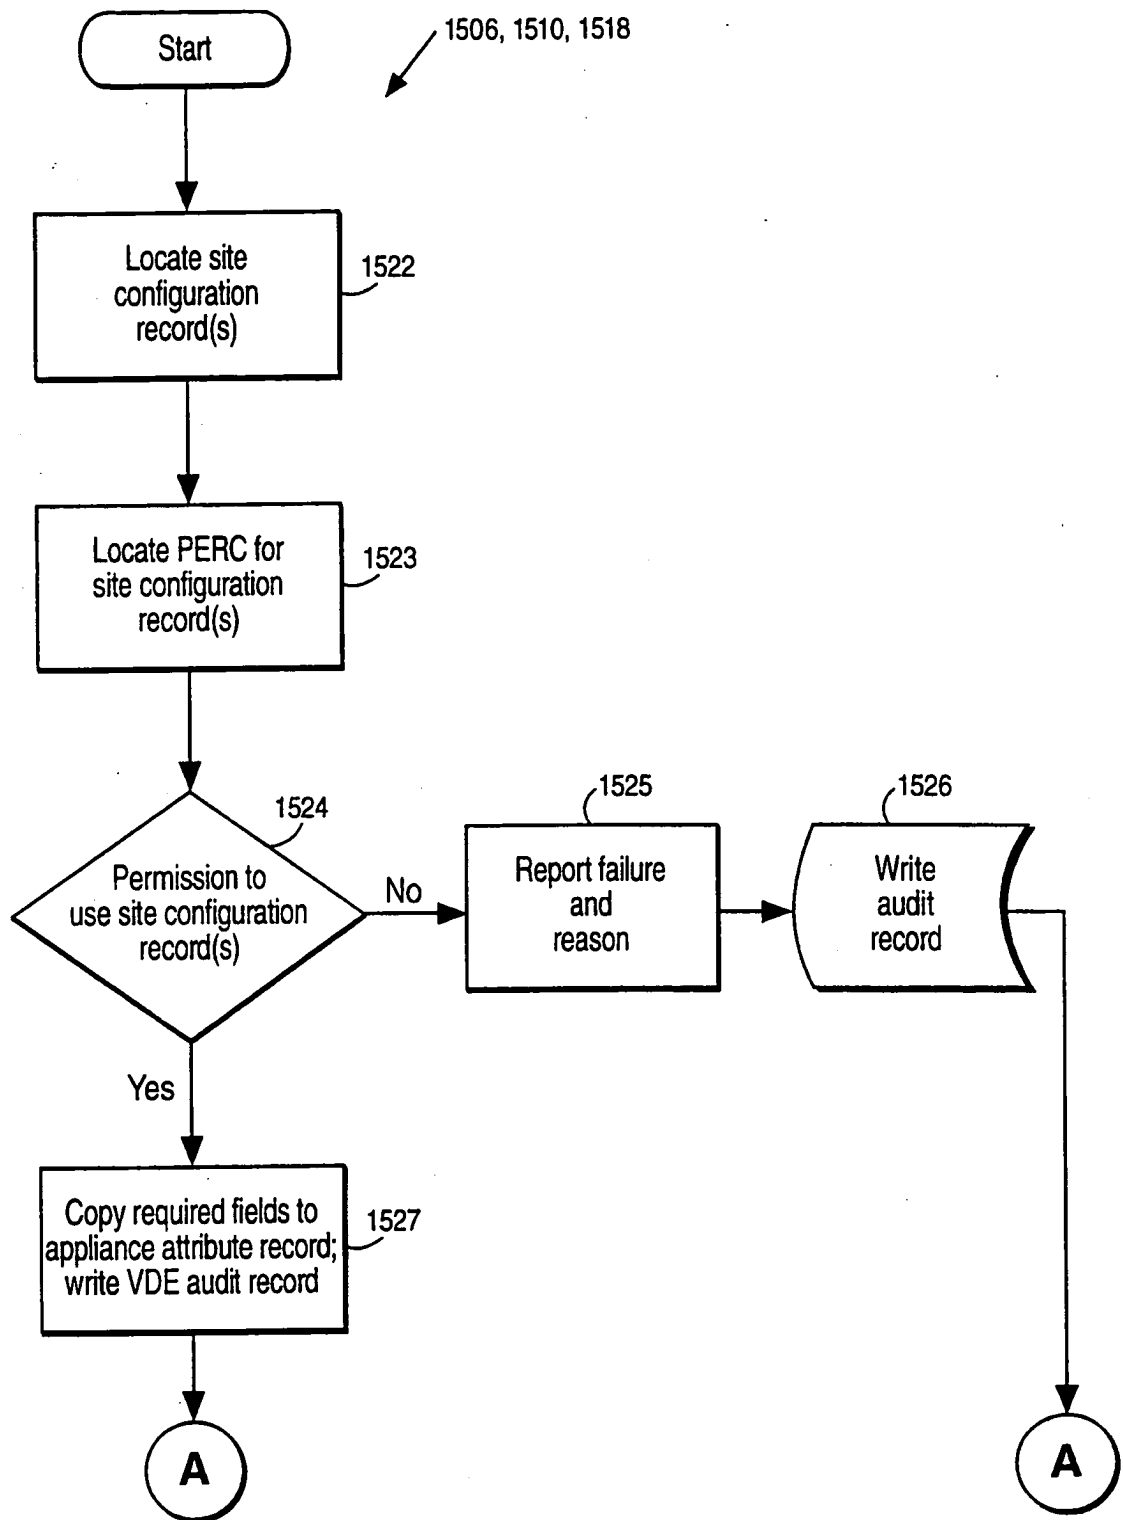 Start
1506, 1510, 1518
Locate site
configuration
record(s)
1522
Locate PERC for
site configuration
record(s)
1523
1524
Permission to
use site configuration
record(s)
No
1525
Report failure
and
reason
1526
Write
audit
record
Yes
Copy required fields to
appliance attribute record;
write VDE audit record
1527
A
A